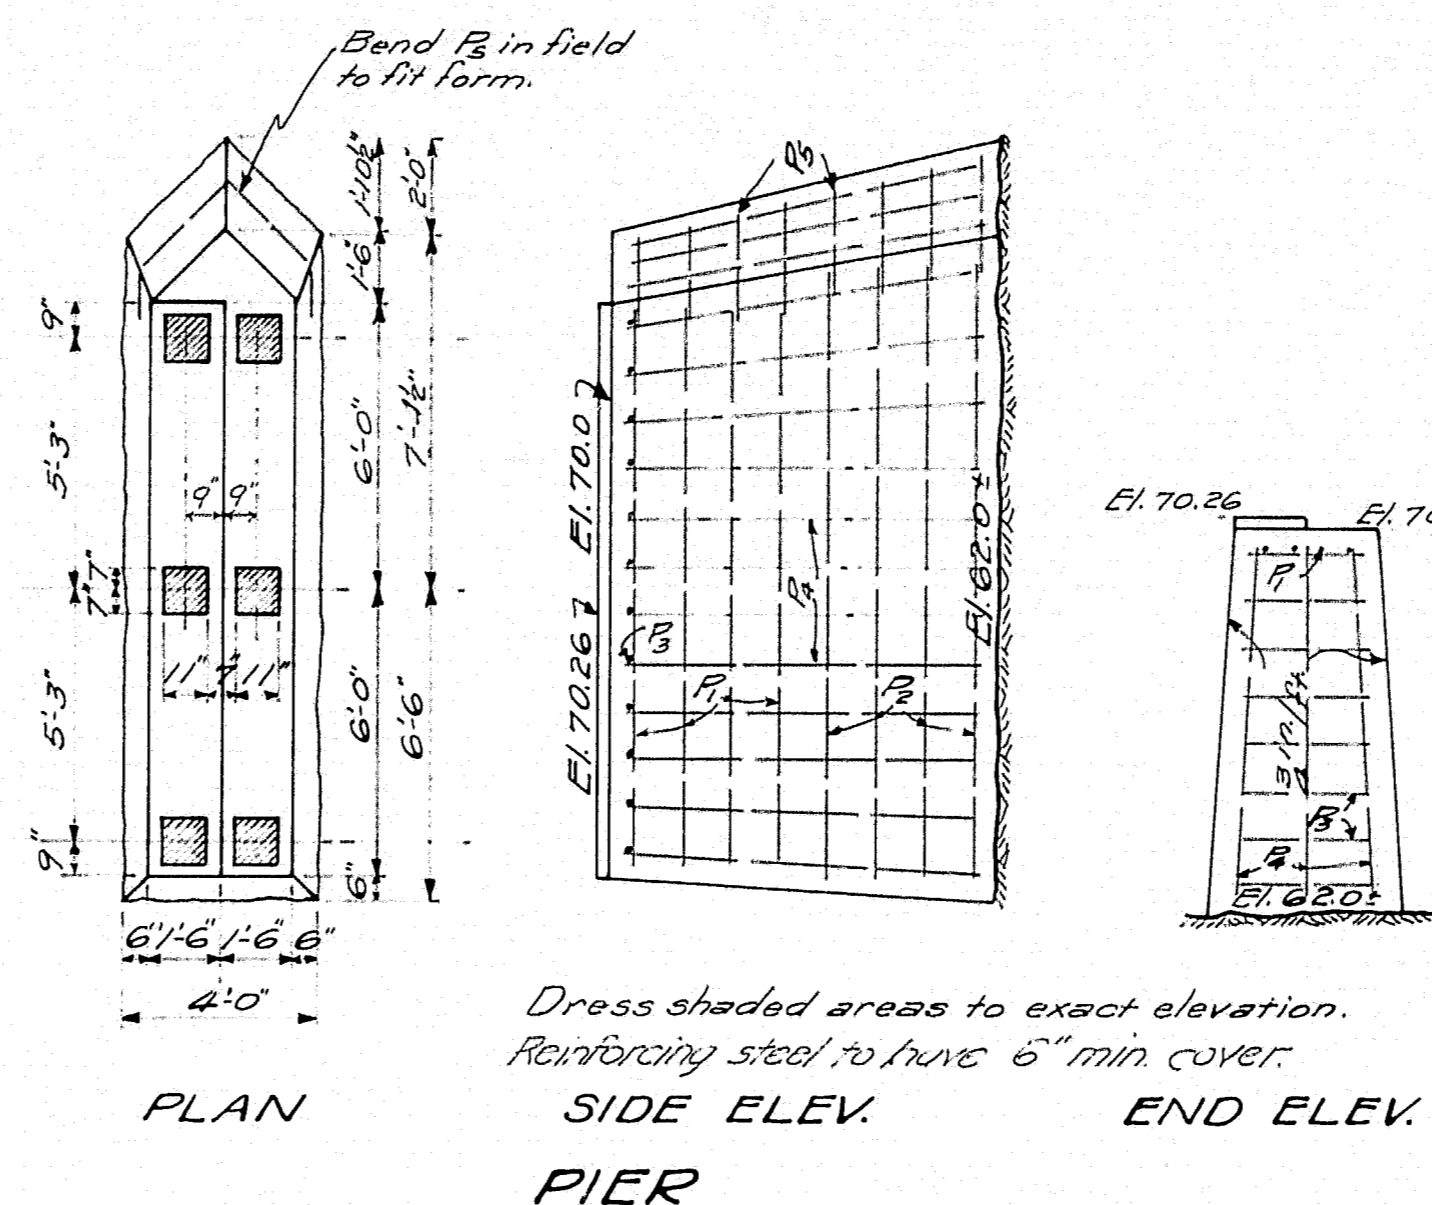 Bend P5 in field
to fit form.
1'-10½"
2'-0"
1'-6"
9"
5'-3"
6'-0"
9" 9"
7" 7"
11" 7" 11"
5'-3"
6'-0"
6'-6"
9"
6"
6" 1'-6" 1'-6" 6"
4'-0"
PLAN
P5
El. 70.0
El. 70.26
El. 62.0±
P4
P3
P1
P2
SIDE ELEV.
El. 70.26
P1
3 in./ft.
P3
P4
El. 62.0±
Dress shaded areas to exact elevation.
Reinforcing steel to have 6" min. cover.
END ELEV.
PIER